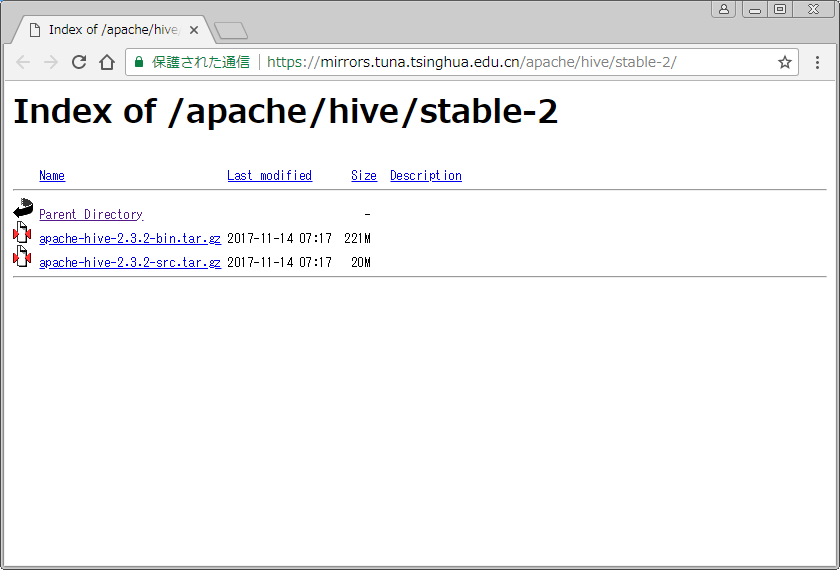 Index of /apache/hive/
保護された通信 https://mirrors.tuna.tsinghua.edu.cn/apache/hive/stable-2/
Index of /apache/hive/stable-2
Name Last modified Size Description
Parent Directory -
apache-hive-2.3.2-bin.tar.gz 2017-11-14 07:17 221M
apache-hive-2.3.2-src.tar.gz 2017-11-14 07:17 20M